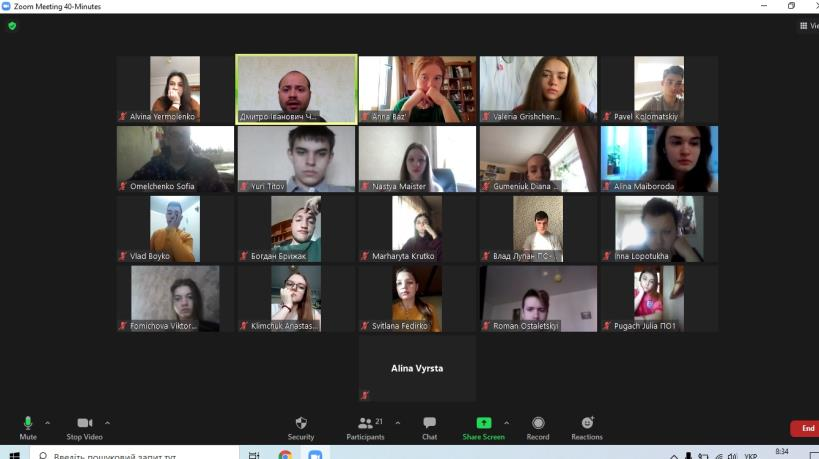 Zoom Meeting 40-Minutes
Vie
Alvina Yermolenko
Дмитро Іванович Ч...
Anna Baz'
Valeria Grishchen...
Pavel Kolomatskiy
Omelchenko Sofia
Yuri Titov
Nastya Maister
Gumeniuk Diana ...
Alina Maiboroda
Vlad Boyko
Богдан Брижак
Marharyta Krutko
Влад Лупан ПС-...
Inna Lopotukha
Fomichova Viktor...
Klimchuk Anastas...
Svitlana Fedirko
Roman Ostaletskyi
Pugach Julia ПО1
Alina Vyrsta
Mute
Stop Video
Security
Participants
21
Chat
Share Screen
Record
Reactions
End
Введіть пошуковий запит тут
УКР
8:34